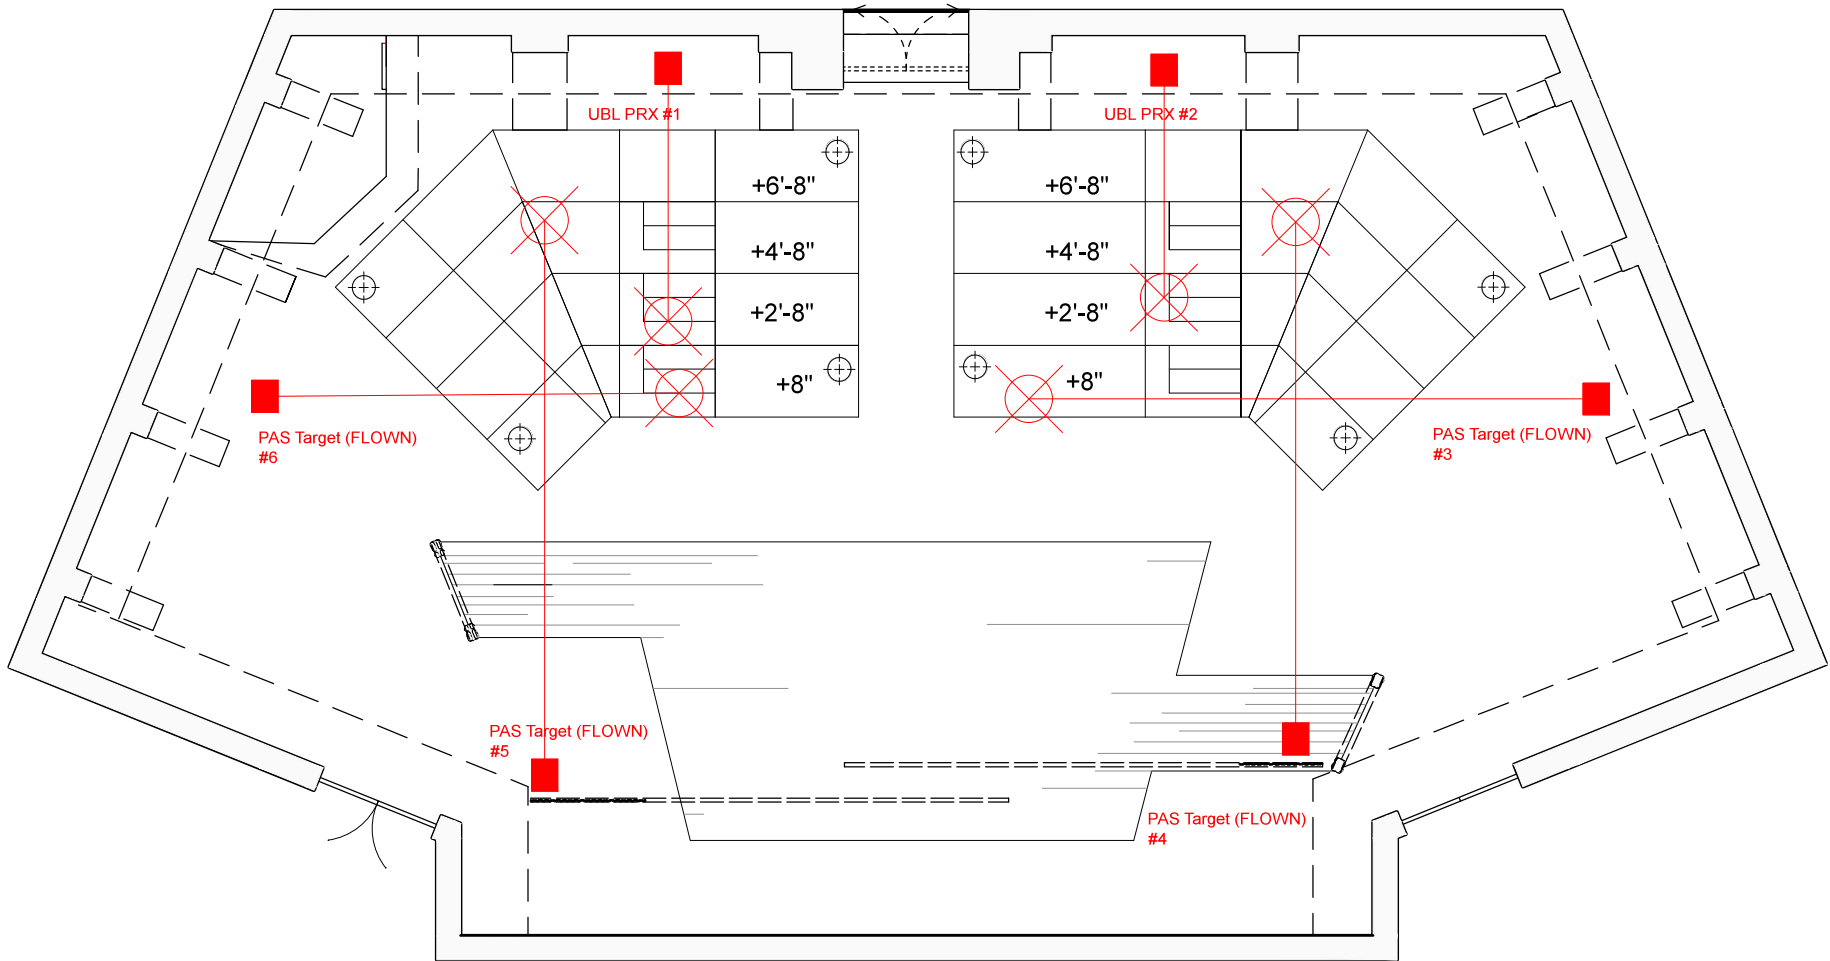 UBL PRX #1
UBL PRX #2
+6'-8"
+6'-8"
+4'-8"
+4'-8"
+2'-8"
+2'-8"
+8"
+8"
PAS Target (FLOWN)
#6
PAS Target (FLOWN)
#3
PAS Target (FLOWN)
#5
PAS Target (FLOWN)
#4